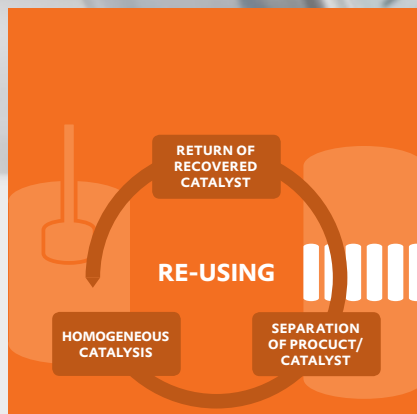 RETURN OF
RECOVERED
CATALYST
RE-USING
HOMOGENEOUS
CATALYSIS
SEPARATION
OF PROCUCT/
CATALYST